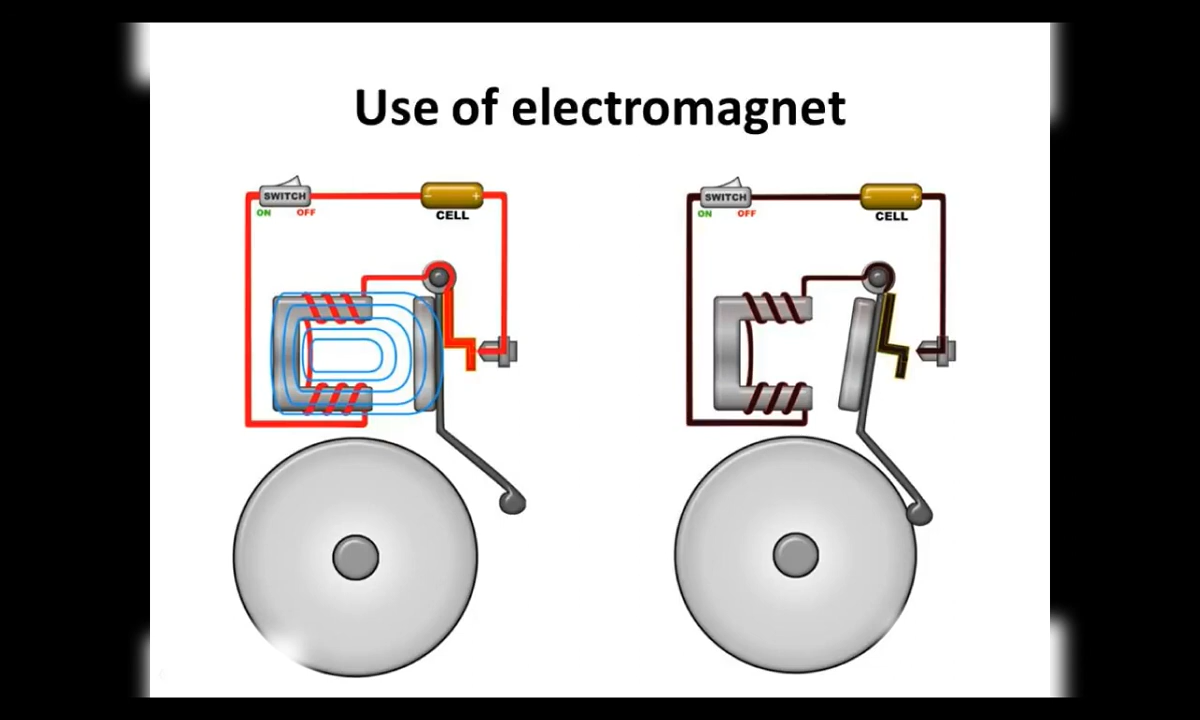 Use of electromagnet
SWITCH
ON OFF
- +
CELL
SWITCH
ON OFF
- +
CELL